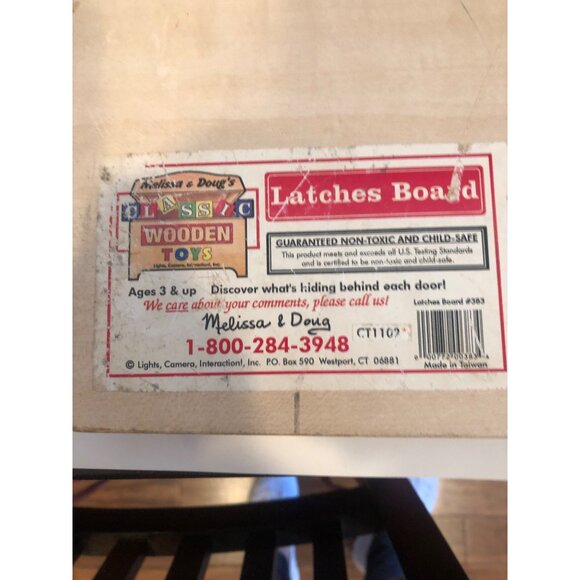 Melissa & Doug's
CLASSIC
WOODEN
TOYS
Lights, Camera, Interaction!, Inc.
Latches Board
GUARANTEED NON-TOXIC AND CHILD-SAFE
This product meets and exceeds all U.S. Testing Standards
and is certified to be non-toxic and child-safe.
Ages 3 & up Discover what's hiding behind each door!
We care about your comments, please call us!
Latches Board #383
Melissa & Doug
CT1102
1-800-284-3948
© Lights, Camera, Interaction!, Inc. P.O. Box 590 Westport, CT 06881
Made in Taiwan